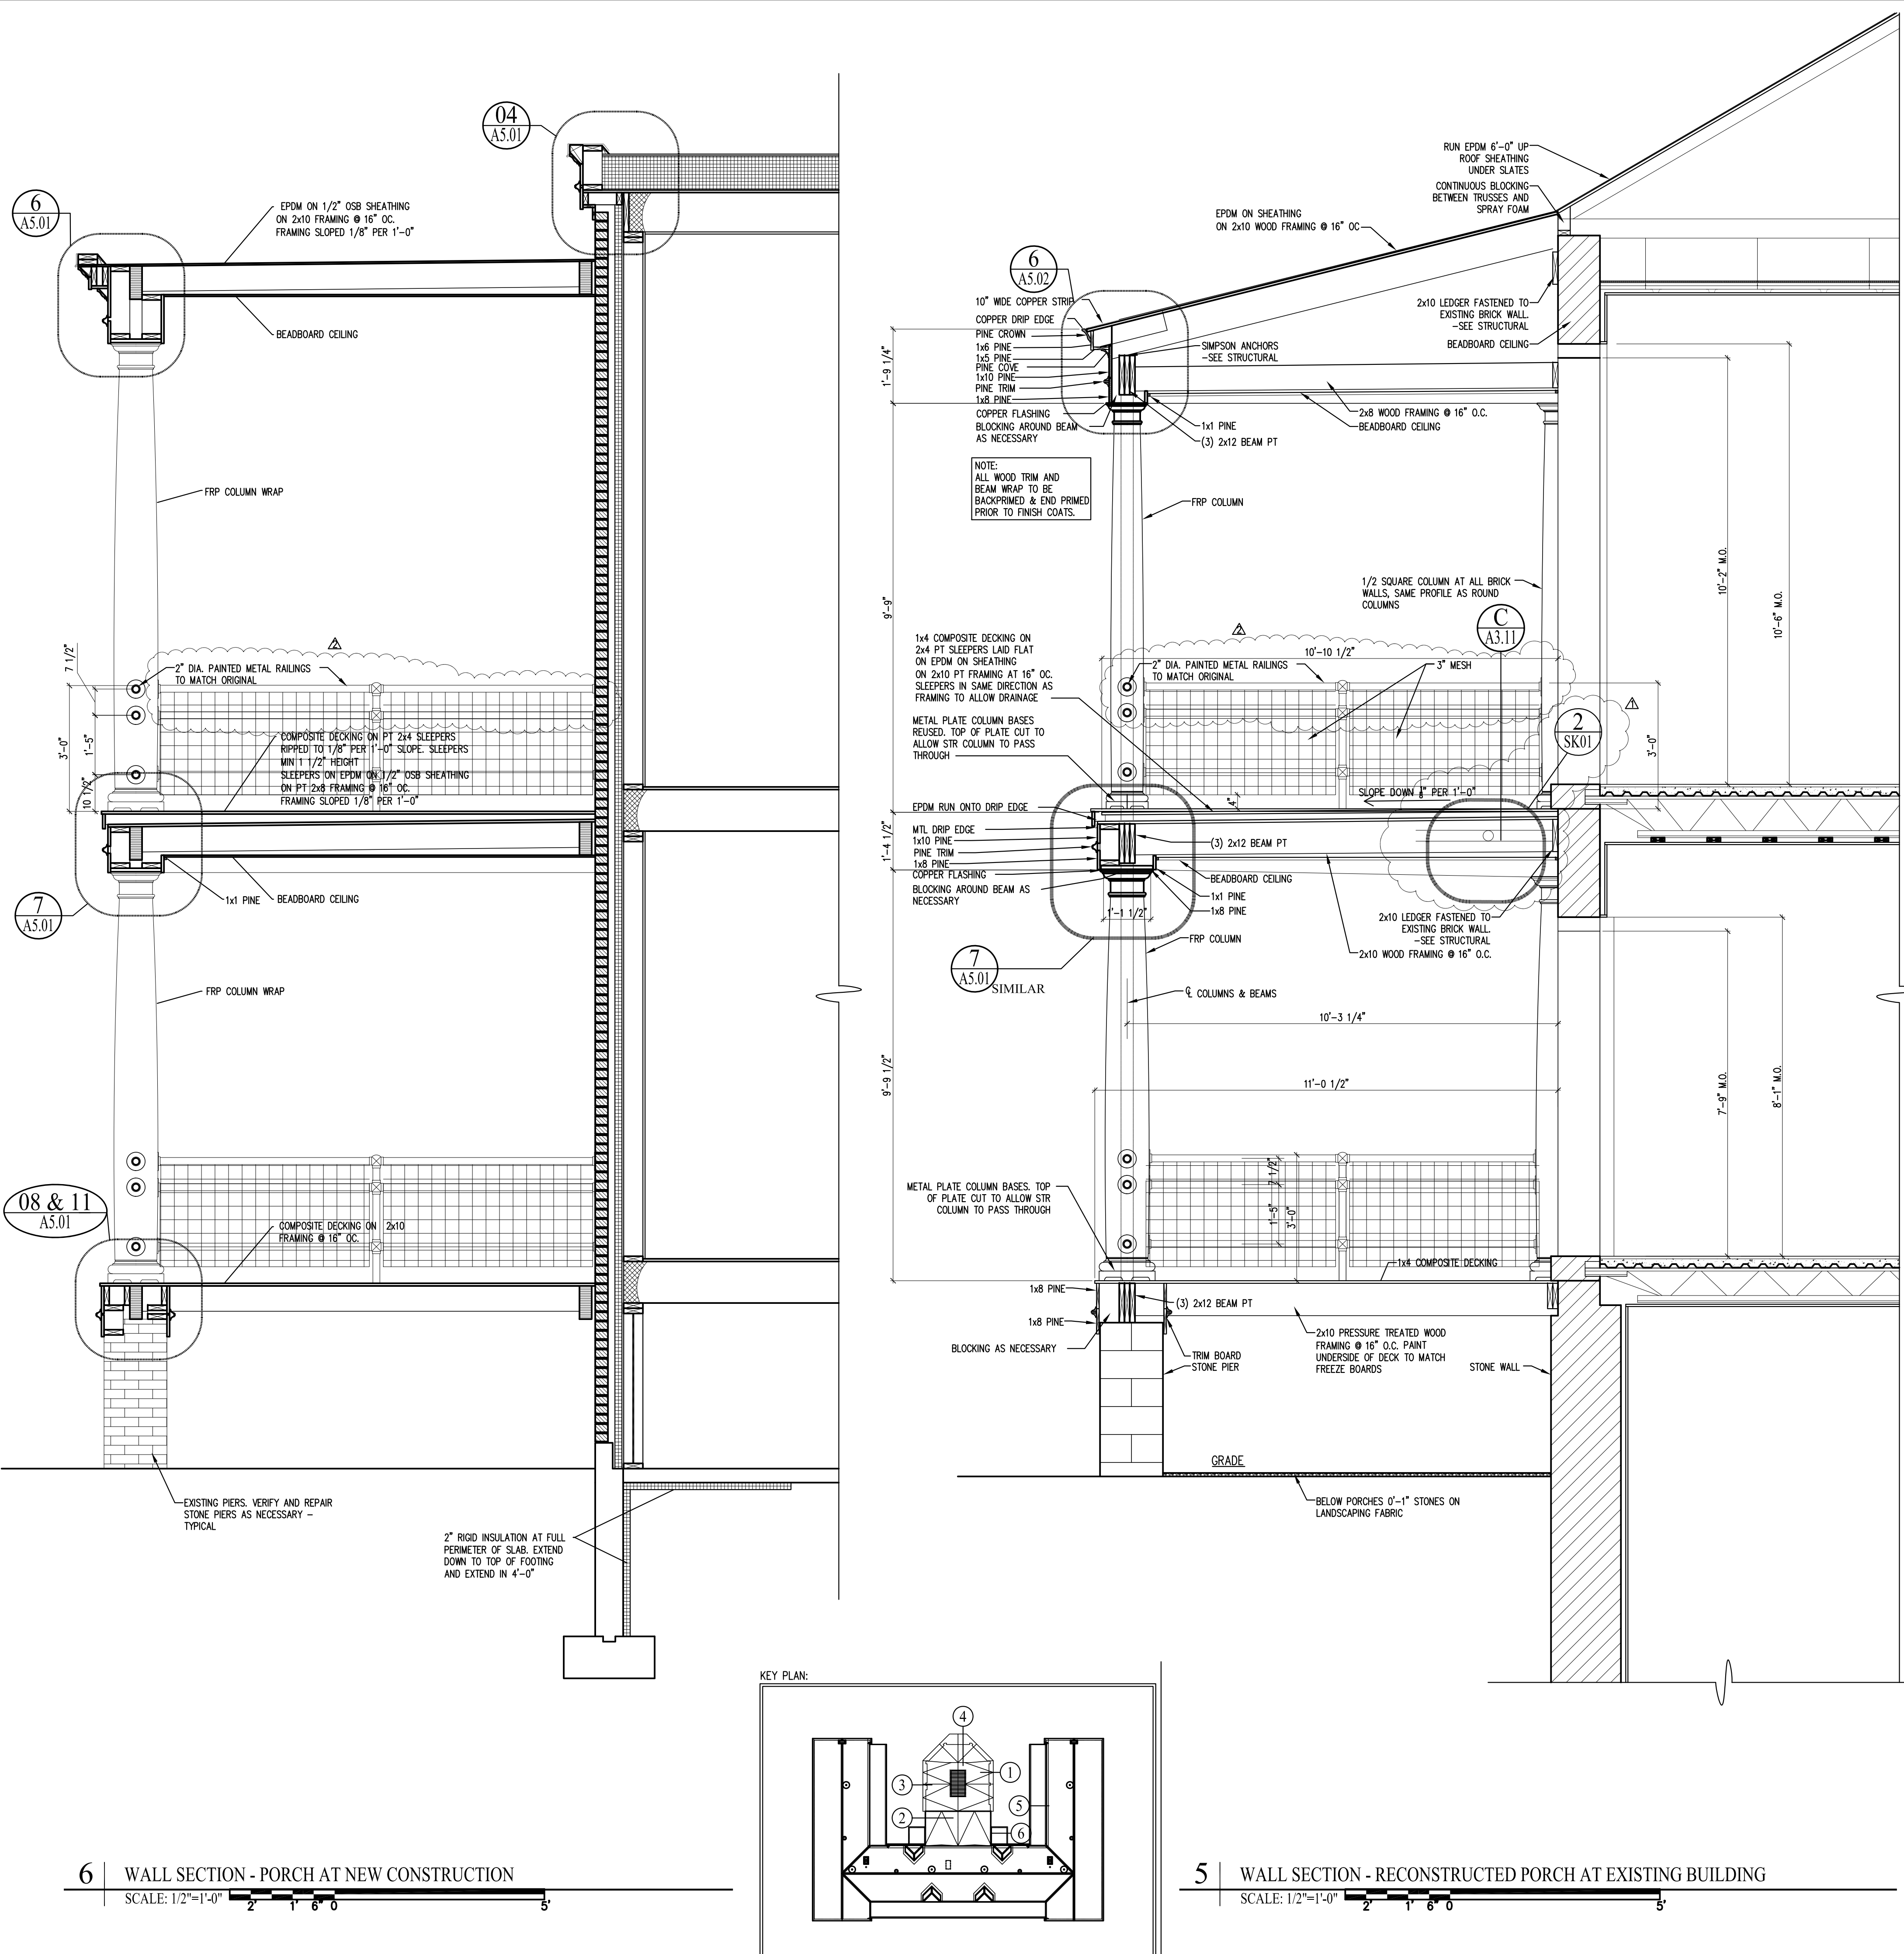 04
A5.01
6
A5.01
EPDM ON 1/2" OSB SHEATHING
ON 2x10 FRAMING @ 16" OC.
FRAMING SLOPED 1/8" PER 1'-0"
BEADBOARD CEILING
FRP COLUMN WRAP
2
7 1/2"
3'-0"
1'-5"
10 1/2"
2" DIA. PAINTED METAL RAILINGS
TO MATCH ORIGINAL
COMPOSITE DECKING ON PT 2x4 SLEEPERS
RIPPED TO 1/8" PER 1'-0" SLOPE. SLEEPERS
MIN 1 1/2" HEIGHT
SLEEPERS ON EPDM ON 1/2" OSB SHEATHING
ON PT 2x8 FRAMING @ 16" OC.
FRAMING SLOPED 1/8" PER 1'-0"
7
A5.01
1x1 PINE
BEADBOARD CEILING
FRP COLUMN WRAP
08 & 11
A5.01
COMPOSITE DECKING ON 2x10
FRAMING @ 16" OC.
EXISTING PIERS. VERIFY AND REPAIR
STONE PIERS AS NECESSARY -
TYPICAL
2" RIGID INSULATION AT FULL
PERIMETER OF SLAB. EXTEND
DOWN TO TOP OF FOOTING
AND EXTEND IN 4'-0"
6
WALL SECTION - PORCH AT NEW CONSTRUCTION
SCALE: 1/2"=1'-0"
2' 1' 6" 0 5'
KEY PLAN:
4
1
3
5
2
6
RUN EPDM 6'-0" UP
ROOF SHEATHING
UNDER SLATES
CONTINUOUS BLOCKING
BETWEEN TRUSSES AND
SPRAY FOAM
EPDM ON SHEATHING
ON 2x10 WOOD FRAMING @ 16" OC
6
A5.02
10" WIDE COPPER STRIP
COPPER DRIP EDGE
PINE CROWN
1x6 PINE
1x5 PINE
PINE COVE
1x10 PINE
PINE TRIM
1x8 PINE
COPPER FLASHING
BLOCKING AROUND BEAM
AS NECESSARY
1'-9 1/4"
SIMPSON ANCHORS
-SEE STRUCTURAL
2x10 LEDGER FASTENED TO
EXISTING BRICK WALL.
-SEE STRUCTURAL
BEADBOARD CEILING
2x8 WOOD FRAMING @ 16" O.C.
BEADBOARD CEILING
1x1 PINE
(3) 2x12 BEAM PT
NOTE:
ALL WOOD TRIM AND
BEAM WRAP TO BE
BACKPRIMED & END PRIMED
PRIOR TO FINISH COATS.
FRP COLUMN
9'-9"
10'-2" M.O.
10'-6" M.O.
1/2 SQUARE COLUMN AT ALL BRICK
WALLS, SAME PROFILE AS ROUND
COLUMNS
C
A3.11
1x4 COMPOSITE DECKING ON
2x4 PT SLEEPERS LAID FLAT
ON EPDM ON SHEATHING
ON 2x10 PT FRAMING AT 16" OC.
SLEEPERS IN SAME DIRECTION AS
FRAMING TO ALLOW DRAINAGE
2
10'-10 1/2"
2" DIA. PAINTED METAL RAILINGS
TO MATCH ORIGINAL
3" MESH
1
2
SK01
3'-0"
METAL PLATE COLUMN BASES
REUSED. TOP OF PLATE CUT TO
ALLOW STR COLUMN TO PASS
THROUGH
4"
SLOPE DOWN PER 1'-0"
EPDM RUN ONTO DRIP EDGE
MTL DRIP EDGE
1x10 PINE
PINE TRIM
1x8 PINE
COPPER FLASHING
BLOCKING AROUND BEAM AS
NECESSARY
1'-4 1/2"
(3) 2x12 BEAM PT
BEADBOARD CEILING
1x1 PINE
1x8 PINE
1'-1 1/2"
2x10 LEDGER FASTENED TO
EXISTING BRICK WALL.
-SEE STRUCTURAL
2x10 WOOD FRAMING @ 16" O.C.
FRP COLUMN
7
A5.01
SIMILAR
℄ COLUMNS & BEAMS
10'-3 1/4"
11'-0 1/2"
9'-9 1/2"
7'-9" M.O.
8'-1" M.O.
METAL PLATE COLUMN BASES. TOP
OF PLATE CUT TO ALLOW STR
COLUMN TO PASS THROUGH
7 1/2"
1'-5"
3'-0"
1x4 COMPOSITE DECKING
1x8 PINE
(3) 2x12 BEAM PT
1x8 PINE
BLOCKING AS NECESSARY
TRIM BOARD
STONE PIER
2x10 PRESSURE TREATED WOOD
FRAMING @ 16" O.C. PAINT
UNDERSIDE OF DECK TO MATCH
FREEZE BOARDS
STONE WALL
GRADE
BELOW PORCHES 0'-1" STONES ON
LANDSCAPING FABRIC
5
WALL SECTION - RECONSTRUCTED PORCH AT EXISTING BUILDING
SCALE: 1/2"=1'-0"
2' 1' 6" 0 5'